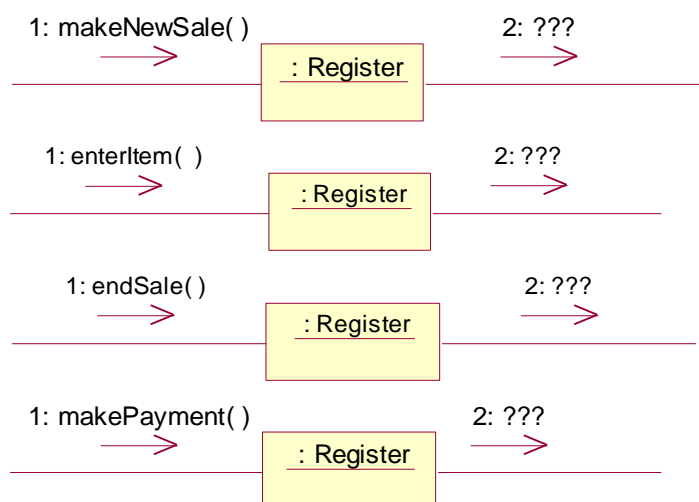 1: makeNewSale( )
2: ???
: Register
1: enterItem( )
2: ???
: Register
1: endSale( )
2: ???
: Register
1: makePayment( )
2: ???
: Register